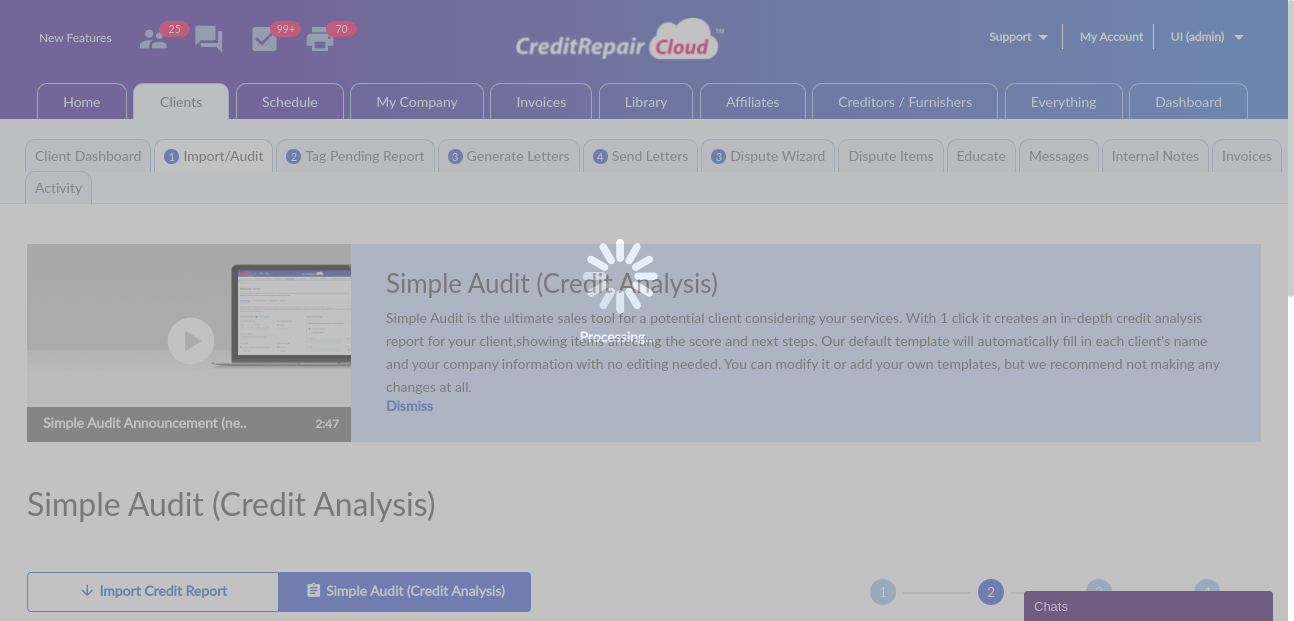 New Features
25
99+
70
CreditRepair Cloud™
Support
My Account
UI (admin)
Home
Clients
Schedule
My Company
Invoices
Library
Affiliates
Creditors / Furnishers
Everything
Dashboard
Client Dashboard
1 Import/Audit
2 Tag Pending Report
3 Generate Letters
4 Send Letters
3 Dispute Wizard
Dispute Items
Educate
Messages
Internal Notes
Invoices
Activity
Simple Audit Announcement (ne..
2:47
Simple Audit (Credit Analysis)
Simple Audit is the ultimate sales tool for a potential client considering your services. With 1 click it creates an in-depth credit analysis
report for your client,showing items affecting the score and next steps. Our default template will automatically fill in each client's name
and your company information with no editing needed. You can modify it or add your own templates, but we recommend not making any
changes at all.
Dismiss
Processing...
Simple Audit (Credit Analysis)
Import Credit Report
Simple Audit (Credit Analysis)
1
2
3
4
Chats